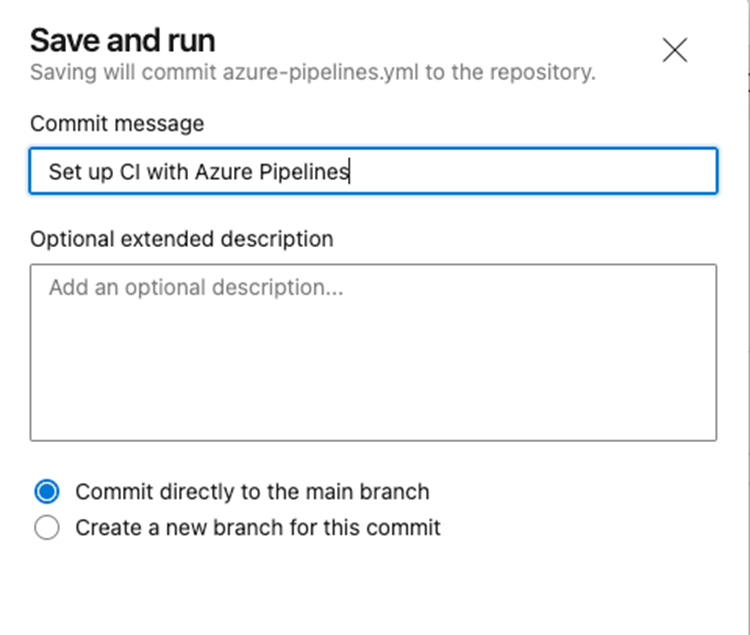 Save and run
Saving will commit azure-pipelines.yml to the repository.
Commit message
Set up CI with Azure Pipelines
Optional extended description
Add an optional description...
Commit directly to the main branch
Create a new branch for this commit